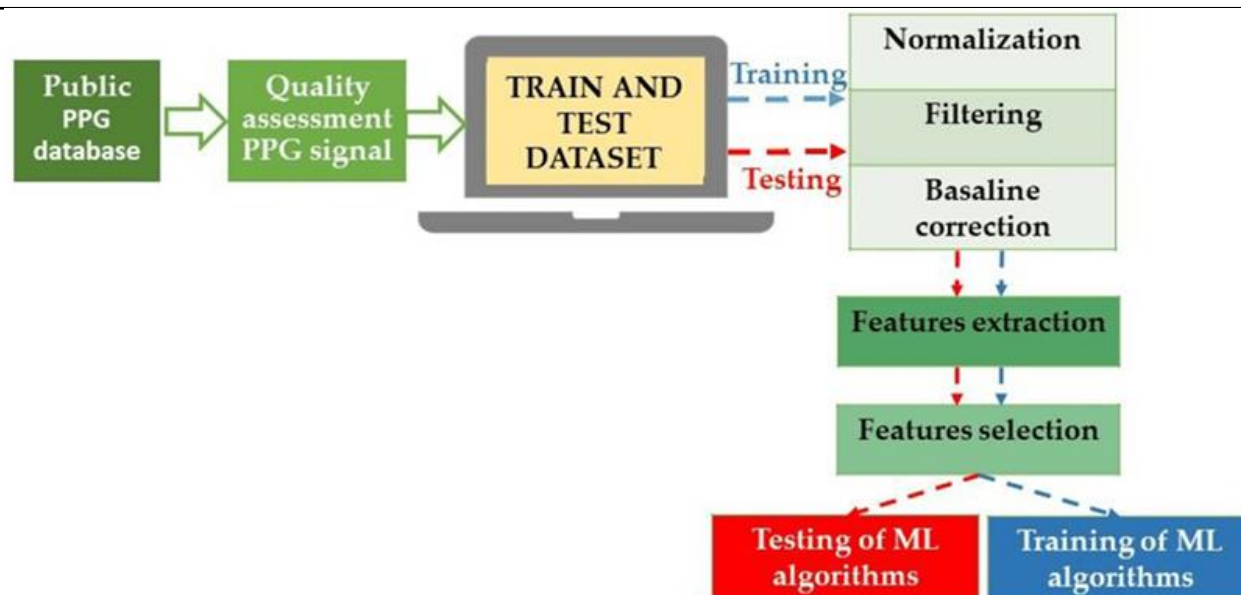 Public
PPG
database
Quality
assessment
PPG signal
TRAIN AND
TEST
DATASET
Training
Testing
Normalization
Filtering
Basaline
correction
Features extraction
Features selection
Testing of ML
algorithms
Training of ML
algorithms